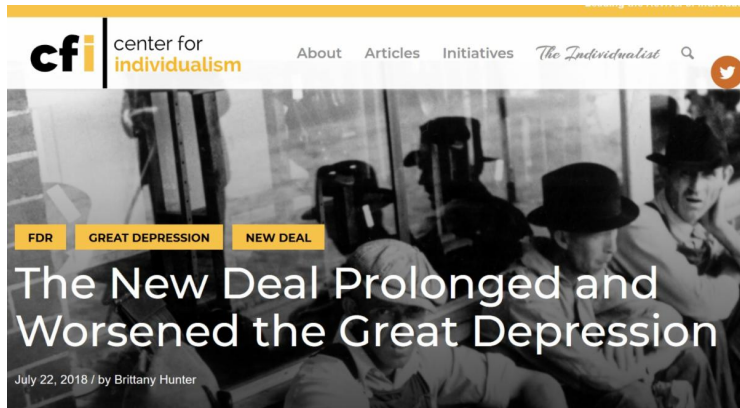 cfi
center for
individualism
About Articles Initiatives The Individualist
FDR GREAT DEPRESSION NEW DEAL
The New Deal Prolonged and
Worsened the Great Depression
July 22, 2018 / by Brittany Hunter